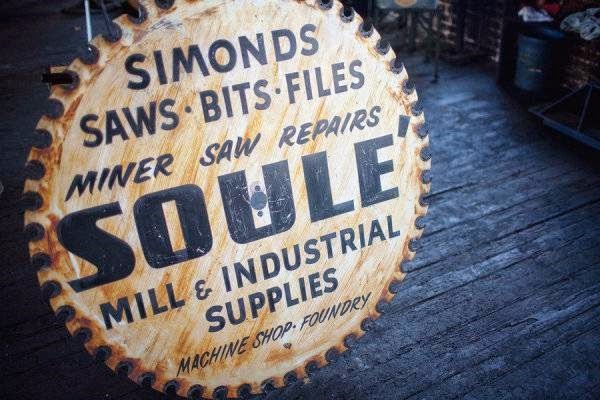 SIMONDS
SAWS·BITS·FILES
MINER SAW REPAIRS
SOULE'
MILL & INDUSTRIAL
SUPPLIES
MACHINE SHOP·FOUNDRY